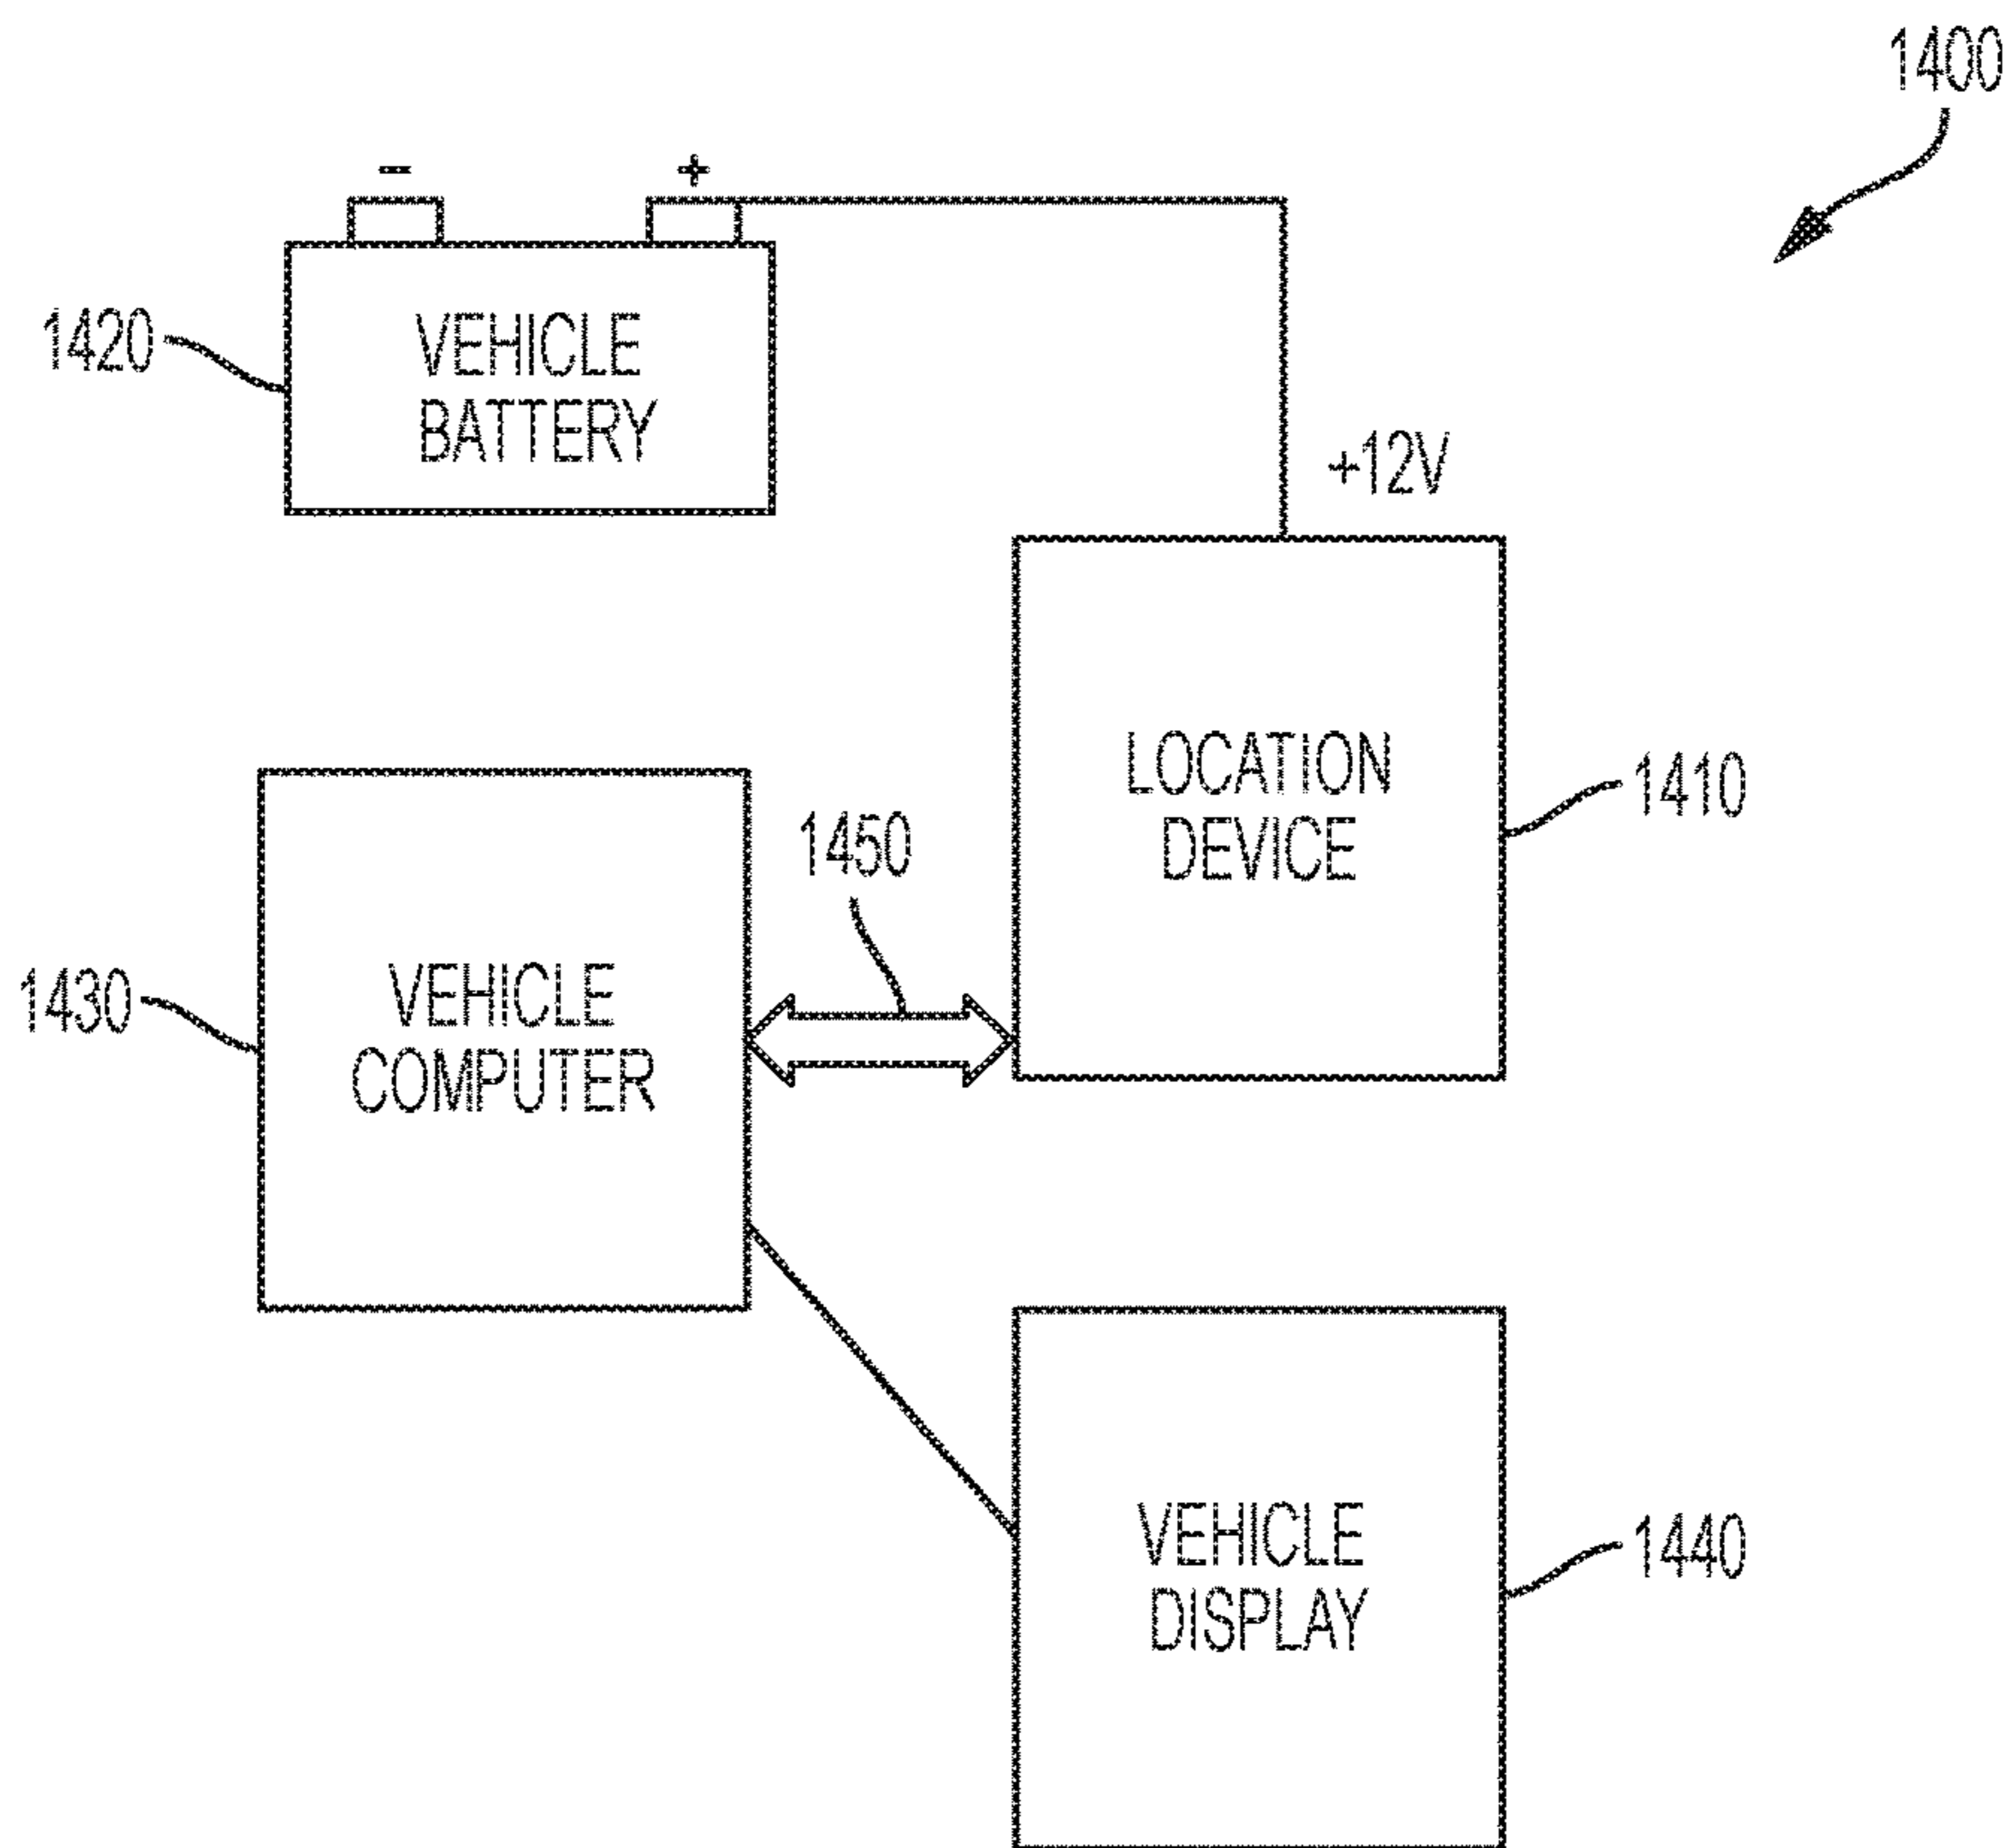 1400
- +
1420
VEHICLE
BATTERY
+12V
LOCATION
DEVICE
1410
1450
1430
VEHICLE
COMPUTER
VEHICLE
DISPLAY
1440